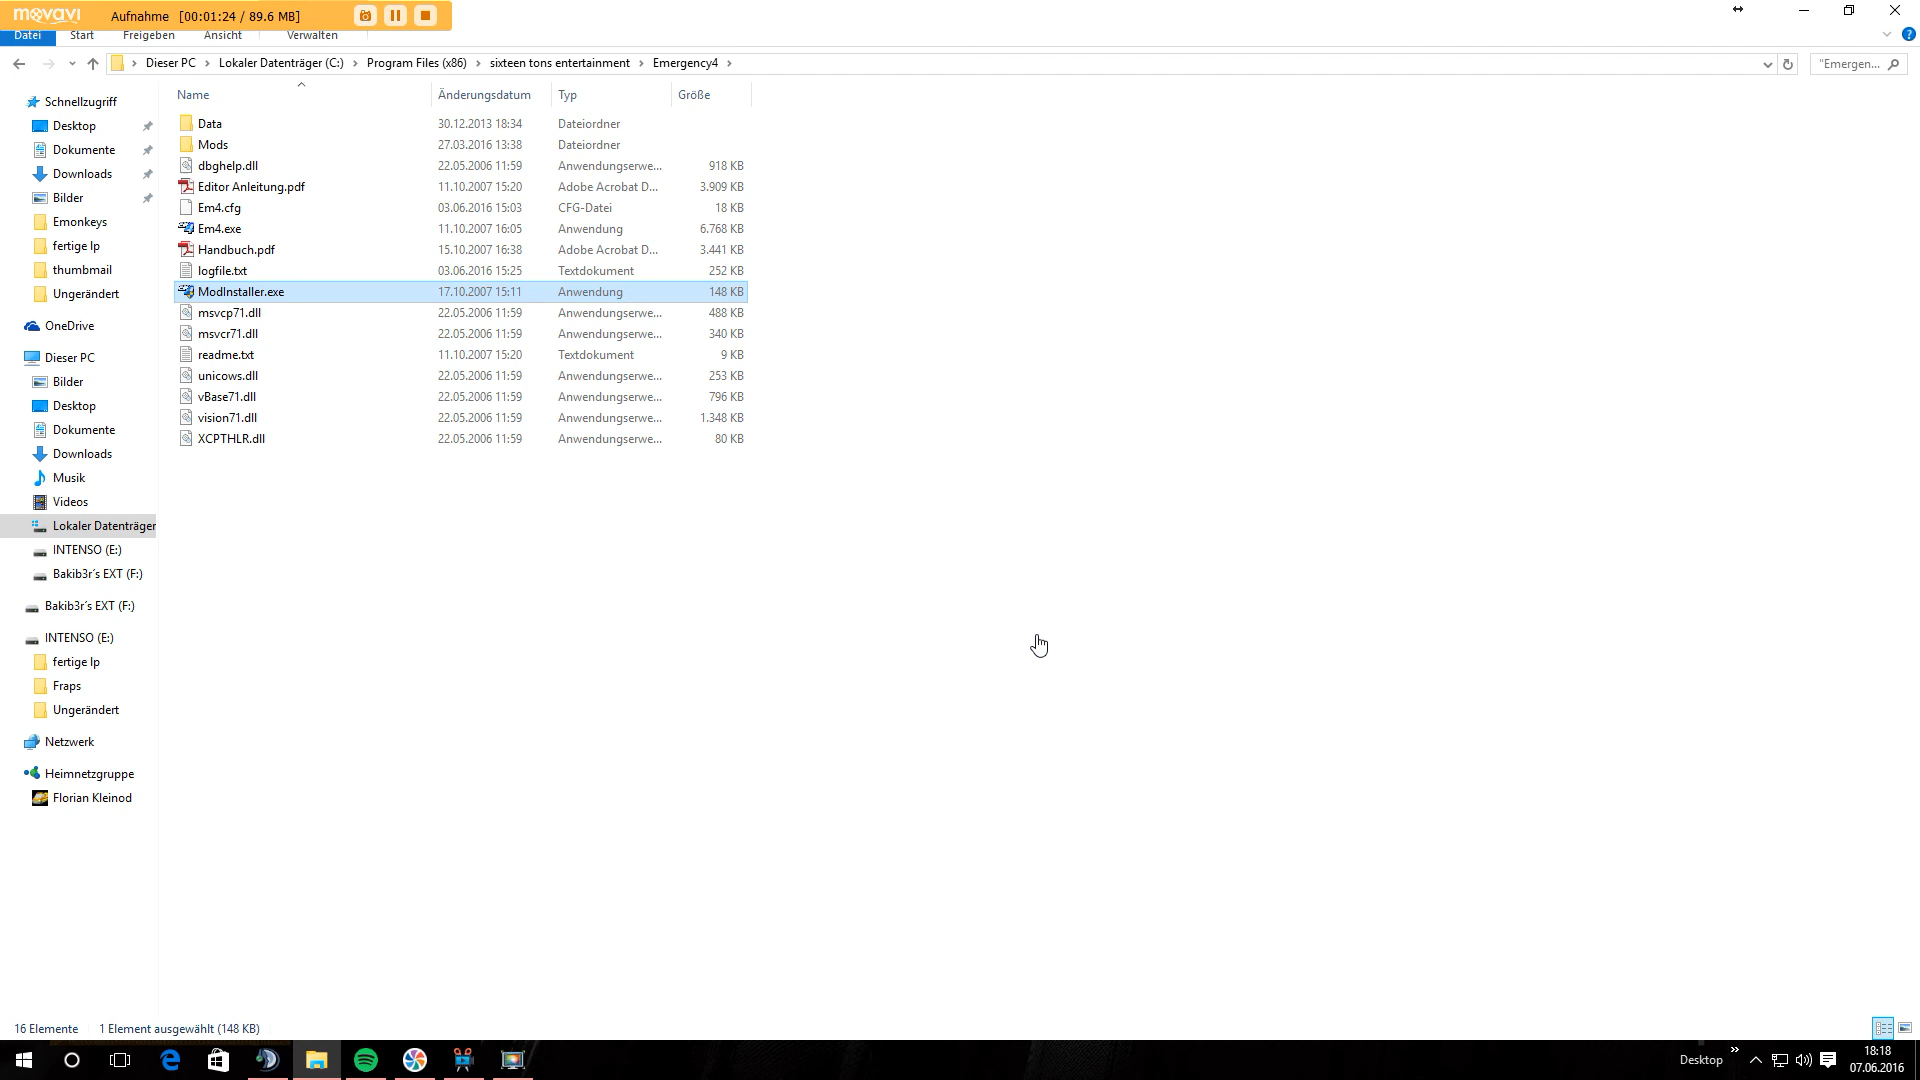 movavi Aufnahme [00:01:24 / 89.6 MB]
Datei Start Freigeben Ansicht Verwalten
Dieser PC Lokaler Datenträger (C:) Program Files (x86) sixteen tons entertainment Emergency4 "Emergen...
Name Änderungsdatum Typ Größe
Schnellzugriff
Desktop
Dokumente
Downloads
Bilder
Emonkeys
fertige lp
thumbmail
Ungerändert
OneDrive
Dieser PC
Bilder
Desktop
Dokumente
Downloads
Musik
Videos
Lokaler Datenträger
INTENSO (E:)
Bakib3r´s EXT (F:)
Bakib3r´s EXT (F:)
INTENSO (E:)
fertige lp
Fraps
Ungerändert
Netzwerk
Heimnetzgruppe
Florian Kleinod
Data 30.12.2013 18:34 Dateiordner
Mods 27.03.2016 13:38 Dateiordner
dbghelp.dll 22.05.2006 11:59 Anwendungserwe... 918 KB
Editor Anleitung.pdf 11.10.2007 15:20 Adobe Acrobat D... 3.909 KB
Em4.cfg 03.06.2016 15:03 CFG-Datei 18 KB
Em4.exe 11.10.2007 16:05 Anwendung 6.768 KB
Handbuch.pdf 15.10.2007 16:38 Adobe Acrobat D... 3.441 KB
logfile.txt 03.06.2016 15:25 Textdokument 252 KB
ModInstaller.exe 17.10.2007 15:11 Anwendung 148 KB
msvcp71.dll 22.05.2006 11:59 Anwendungserwe... 488 KB
msvcr71.dll 22.05.2006 11:59 Anwendungserwe... 340 KB
readme.txt 11.10.2007 15:20 Textdokument 9 KB
unicows.dll 22.05.2006 11:59 Anwendungserwe... 253 KB
vBase71.dll 22.05.2006 11:59 Anwendungserwe... 796 KB
vision71.dll 22.05.2006 11:59 Anwendungserwe... 1.348 KB
XCPTHLR.dll 22.05.2006 11:59 Anwendungserwe... 80 KB
16 Elemente 1 Element ausgewählt (148 KB)
Desktop
18:18
07.06.2016